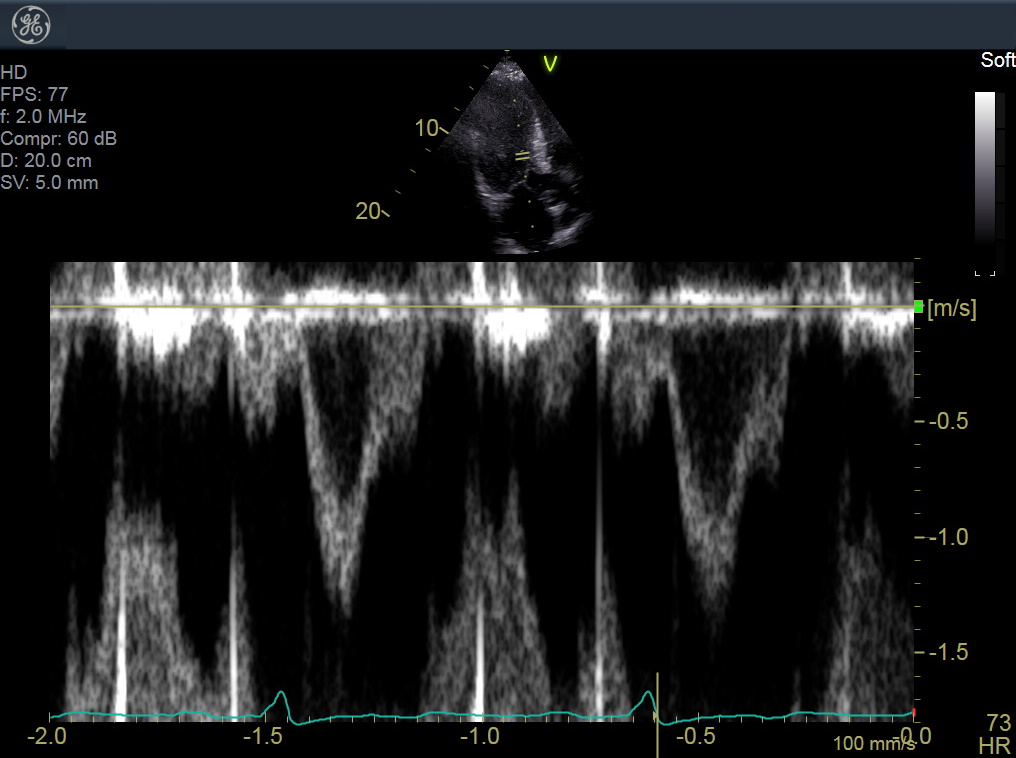 GE
V
Soft
HD
FPS: 77
f: 2.0 MHz
Compr: 60 dB
D: 20.0 cm
SV: 5.0 mm
10
20
[m/s]
-0.5
-1.0
-1.5
-2.0 -1.5 -1.0 -0.5 0.0
100 mm/s
73
HR